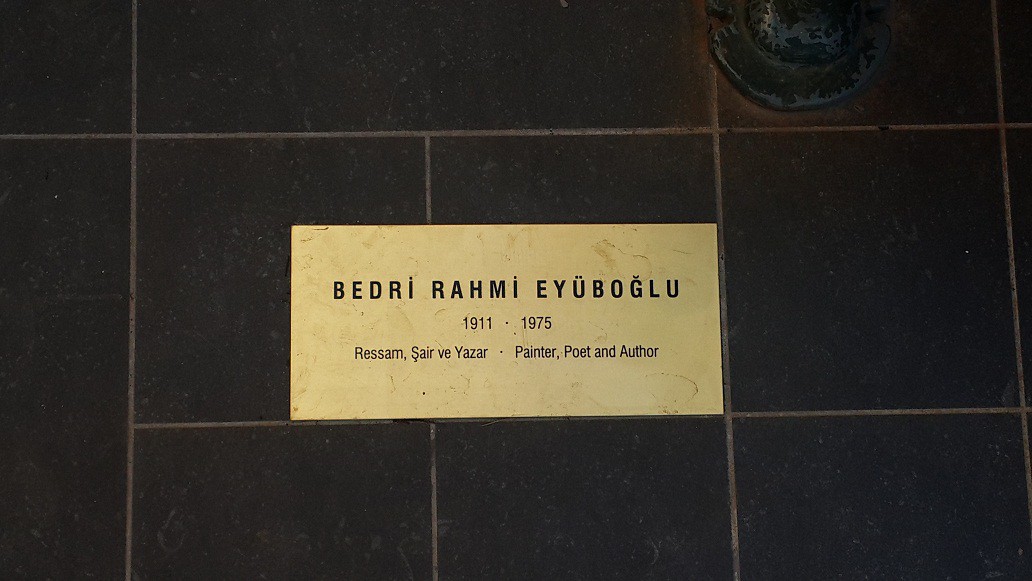 BEDRİ RAHMİ EYÜBOĞLU
1911 · 1975
Ressam, Şair ve Yazar · Painter, Poet and Author